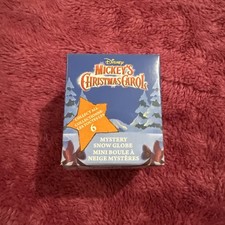 Disney
MICKEY'S
CHRISTMAS CAROL
6
MYSTERY
SNOW GLOBE
MINI BOULE À
NEIGE MYSTÈRES